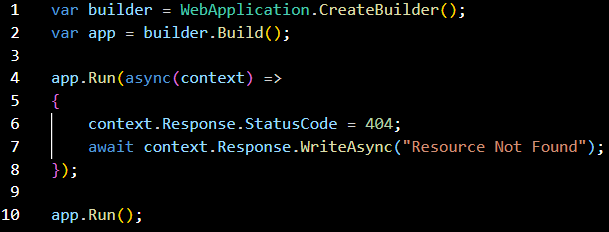 1 var builder = WebApplication.CreateBuilder();
2 var app = builder.Build();
3
4 app.Run(async(context) =>
5 {
6     context.Response.StatusCode = 404;
7     await context.Response.WriteAsync("Resource Not Found");
8 });
9
10 app.Run();